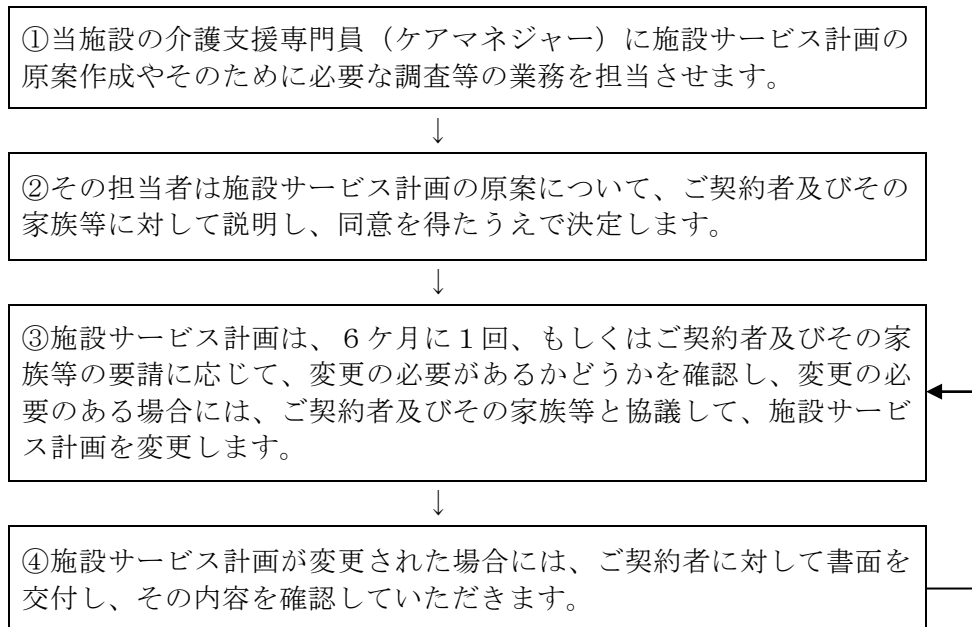 ①当施設の介護支援専門員（ケアマネジャー）に施設サービス計画の
原案作成やそのために必要な調査等の業務を担当させます。
↓
②その担当者は施設サービス計画の原案について、ご契約者及びその
家族等に対して説明し、同意を得たうえで決定します。
↓
③施設サービス計画は、６ケ月に１回、もしくはご契約者及びその家
族等の要請に応じて、変更の必要があるかどうかを確認し、変更の必
要のある場合には、ご契約者及びその家族等と協議して、施設サービ
ス計画を変更します。
↓
④施設サービス計画が変更された場合には、ご契約者に対して書面を
交付し、その内容を確認していただきます。